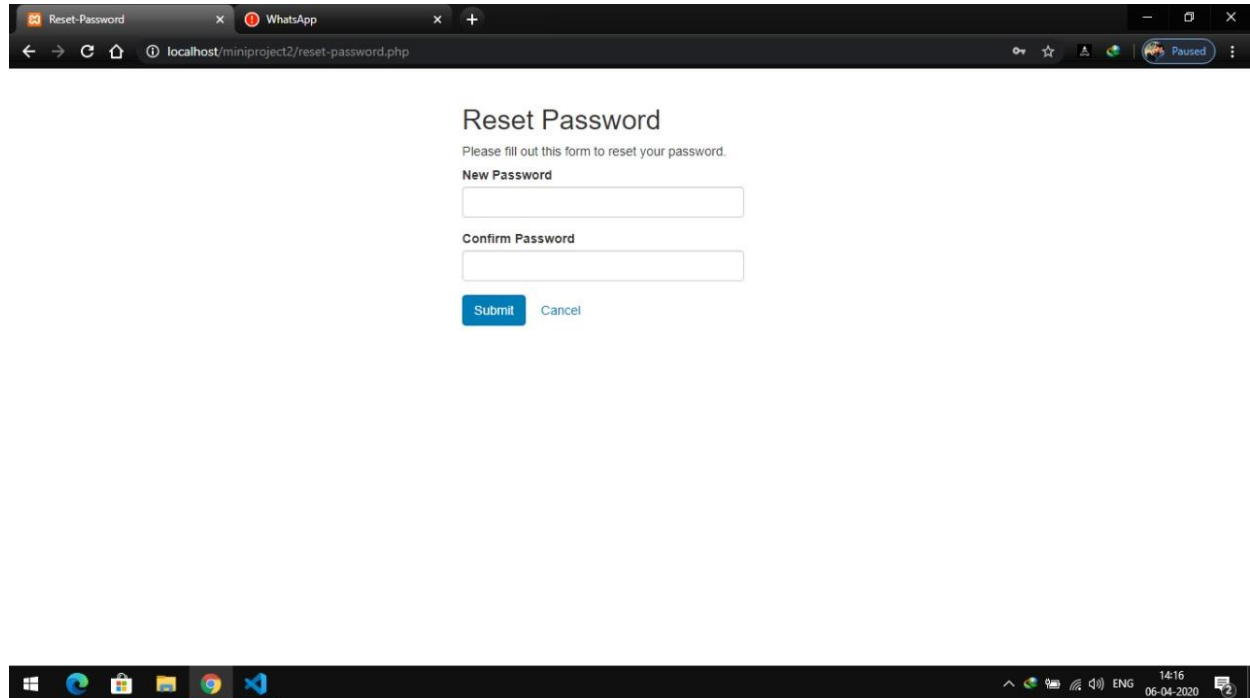 Reset-Password
WhatsApp
localhost/miniproject2/reset-password.php
Paused
Reset Password
Please fill out this form to reset your password.
New Password
Confirm Password
Submit Cancel
ENG
14:16
06-04-2020
2